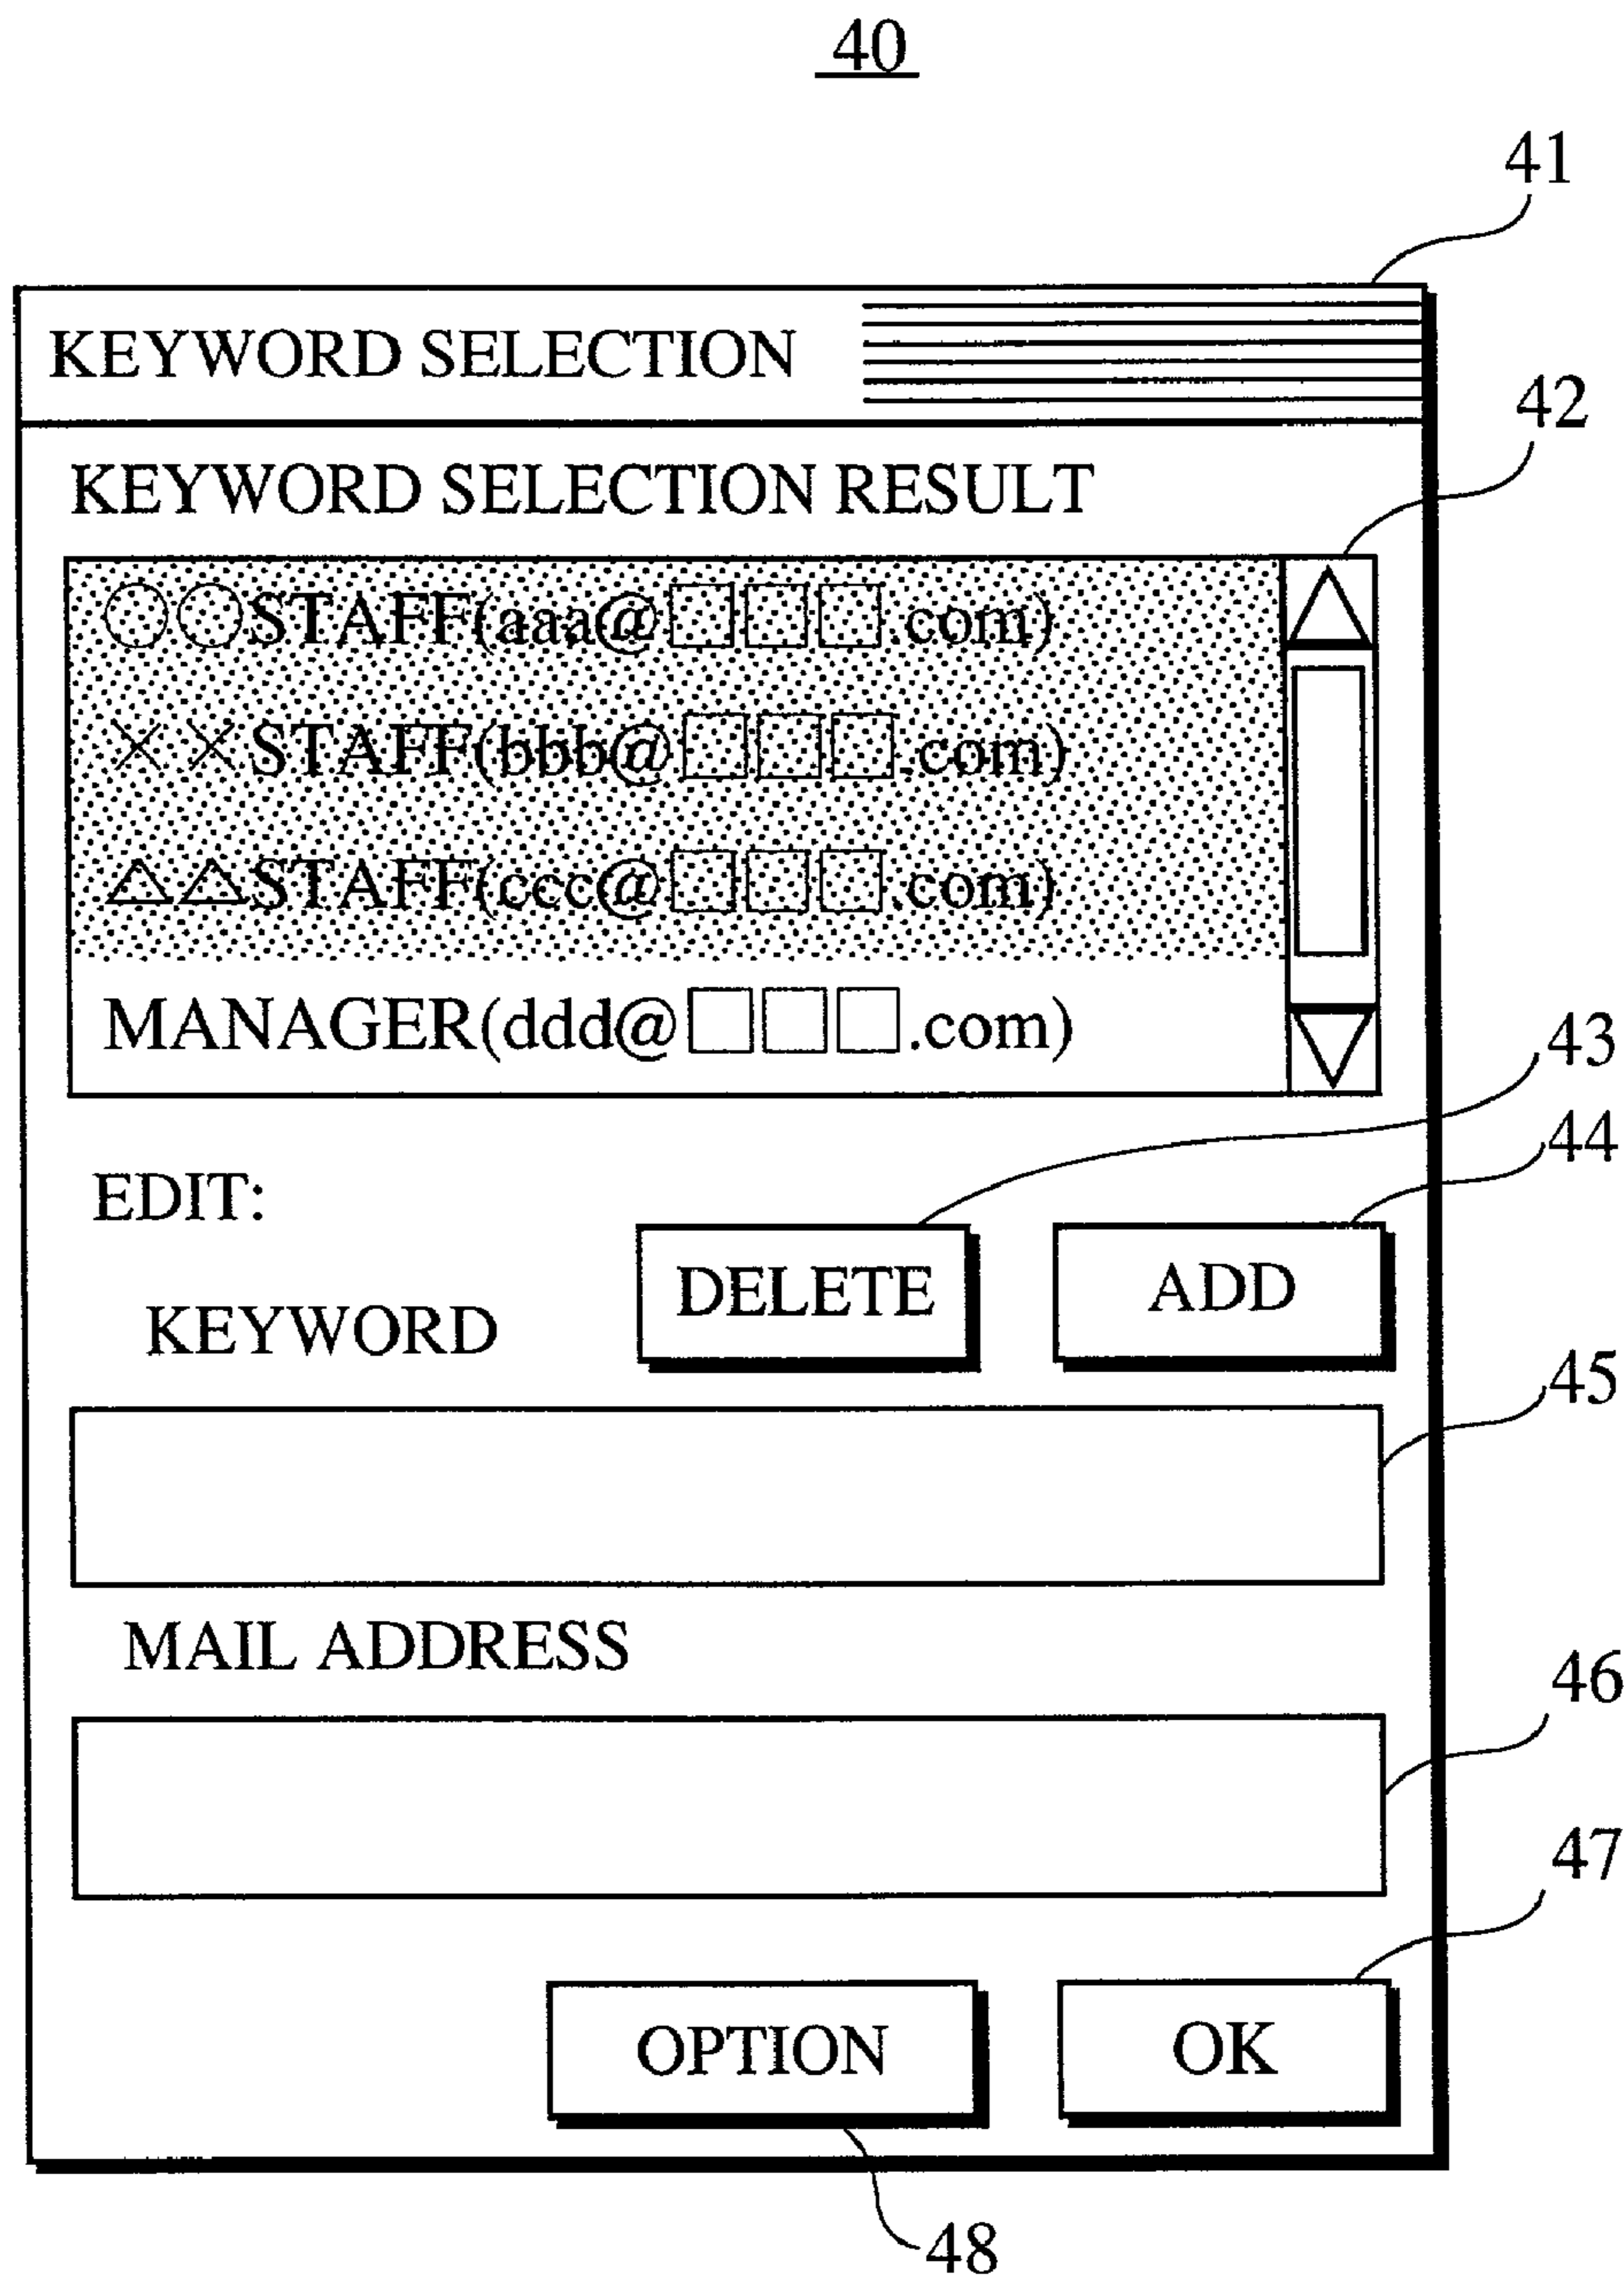 40
41
KEYWORD SELECTION
42
KEYWORD SELECTION RESULT
○○STAFF(aaa@□□□.com)
××STAFF(bbb@□□□.com)
△△STAFF(ccc@□□□.com)
MANAGER(ddd@□□□.com)
43
44
EDIT:
DELETE
ADD
KEYWORD
45
MAIL ADDRESS
46
47
OPTION
OK
48